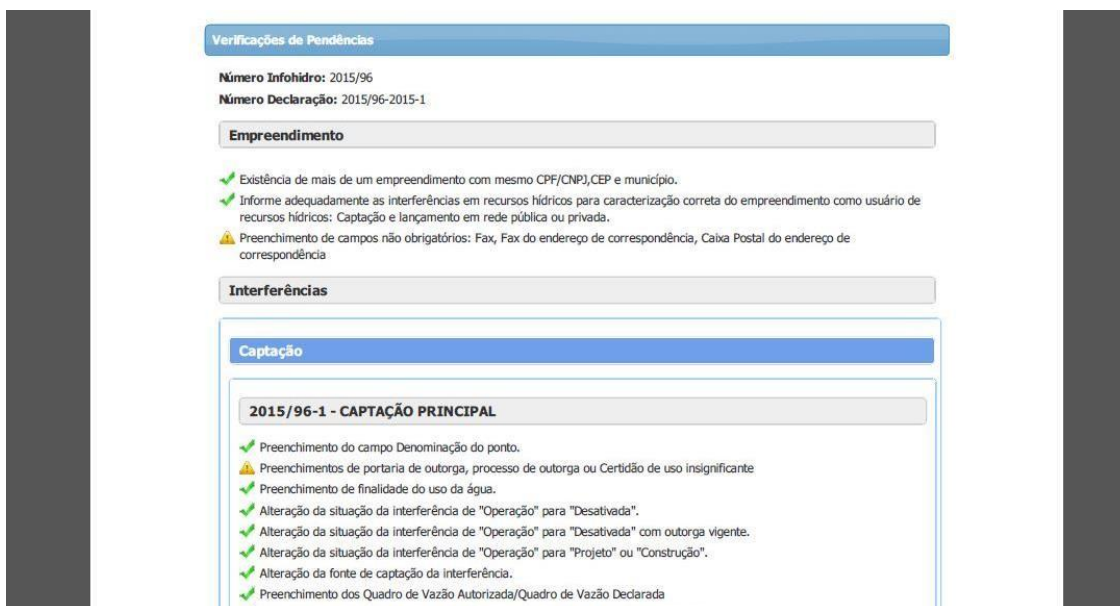 Verificações de Pendências
Número Infohidro: 2015/96
Número Declaração: 2015/96-2015-1
Empreendimento
Existência de mais de um empreendimento com mesmo CPF/CNPJ,CEP e município.
Informe adequadamente as interferências em recursos hídricos para caracterização correta do empreendimento como usuário de
recursos hídricos: Captação e lançamento em rede pública ou privada.
Preenchimento de campos não obrigatórios: Fax, Fax do endereço de correspondência, Caixa Postal do endereço de
correspondência
Interferências
Captação
2015/96-1 - CAPTAÇÃO PRINCIPAL
Preenchimento do campo Denominação do ponto.
Preenchimentos de portaria de outorga, processo de outorga ou Certidão de uso insignificante
Preenchimento de finalidade do uso da água.
Alteração da situação da interferência de "Operação" para "Desativada".
Alteração da situação da interferência de "Operação" para "Desativada" com outorga vigente.
Alteração da situação da interferência de "Operação" para "Projeto" ou "Construção".
Alteração da fonte de captação da interferência.
Preenchimento dos Quadro de Vazão Autorizada/Quadro de Vazão Declarada